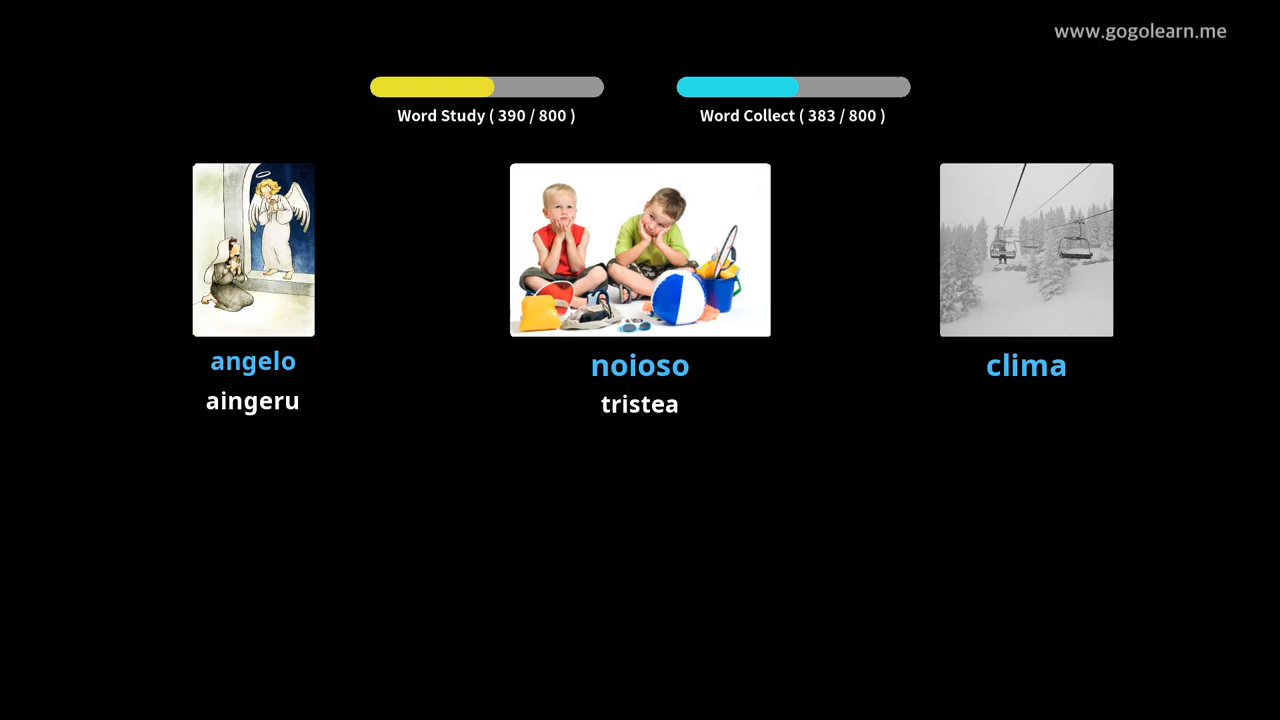 www.gogolearn.me
Word Study ( 390 / 800 )
Word Collect ( 383 / 800 )
angelo
aingeru
noioso
tristea
clima